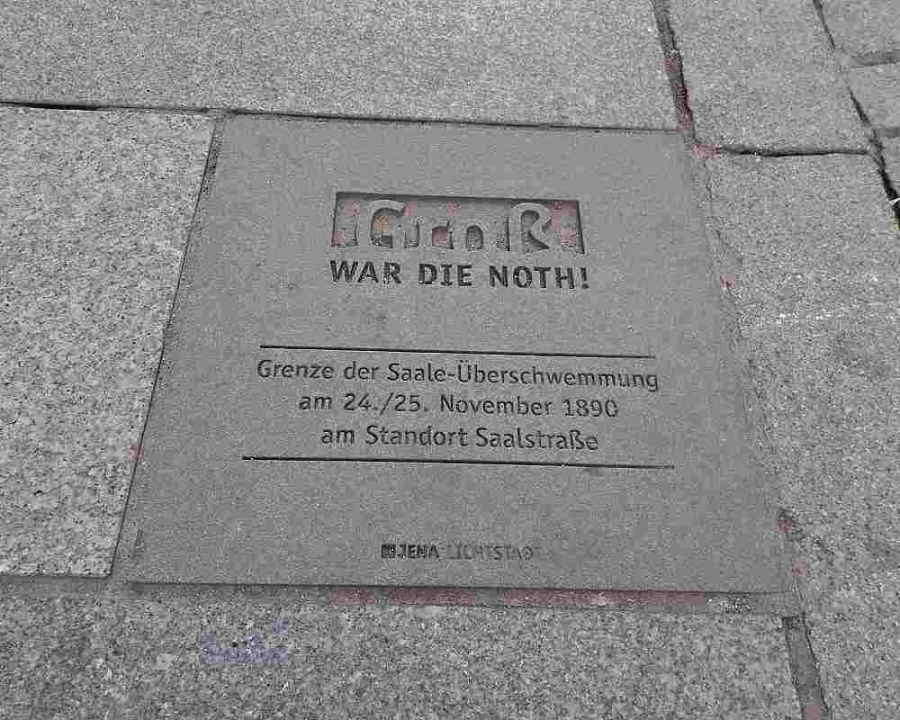 Groß
WAR DIE NOTH!
Grenze der Saale-Überschwemmung
am 24./25. November 1890
am Standort Saalstraße
JENA LICHTSTADT